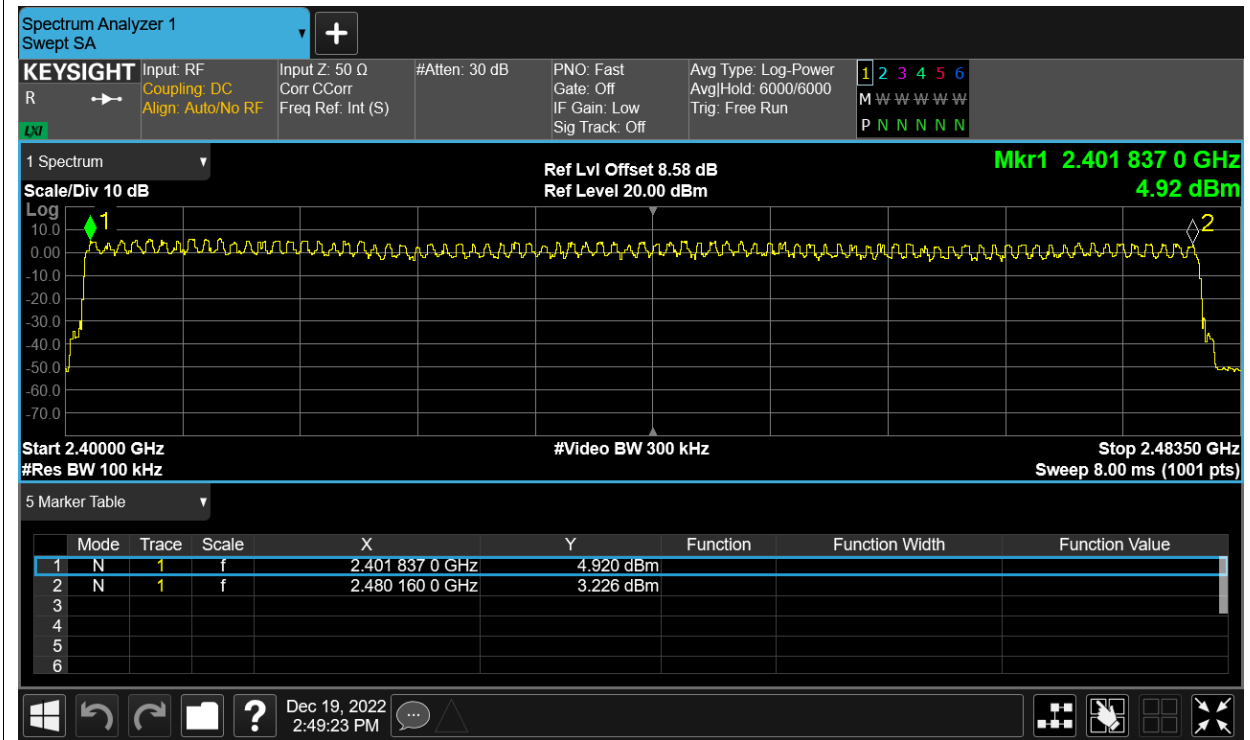 Spectrum Analyzer 1
Swept SA
+
KEYSIGHT Input: RF Input Z: 50 Ω #Atten: 30 dB PNO: Fast Avg Type: Log-Power 1 2 3 4 5 6
R Coupling: DC Corr CCorr Gate: Off Avg|Hold: 6000/6000 M W W W W W
Align: Auto/No RF Freq Ref: Int (S) IF Gain: Low Trig: Free Run
LXI Sig Track: Off P N N N N N
1 Spectrum Ref Lvl Offset 8.58 dB Mkr1 2.401 837 0 GHz
Scale/Div 10 dB Ref Level 20.00 dBm 4.92 dBm
Log
1
2
10.0
0.00
-10.0
-20.0
-30.0
-40.0
-50.0
-60.0
-70.0
Start 2.40000 GHz #Video BW 300 kHz Stop 2.48350 GHz
#Res BW 100 kHz Sweep 8.00 ms (1001 pts)
5 Marker Table
Mode Trace Scale X Y Function Function Width Function Value
1 N 1 f 2.401 837 0 GHz 4.920 dBm
2 N 1 f 2.480 160 0 GHz 3.226 dBm
3
4
5
6
? Dec 19, 2022
2:49:23 PM